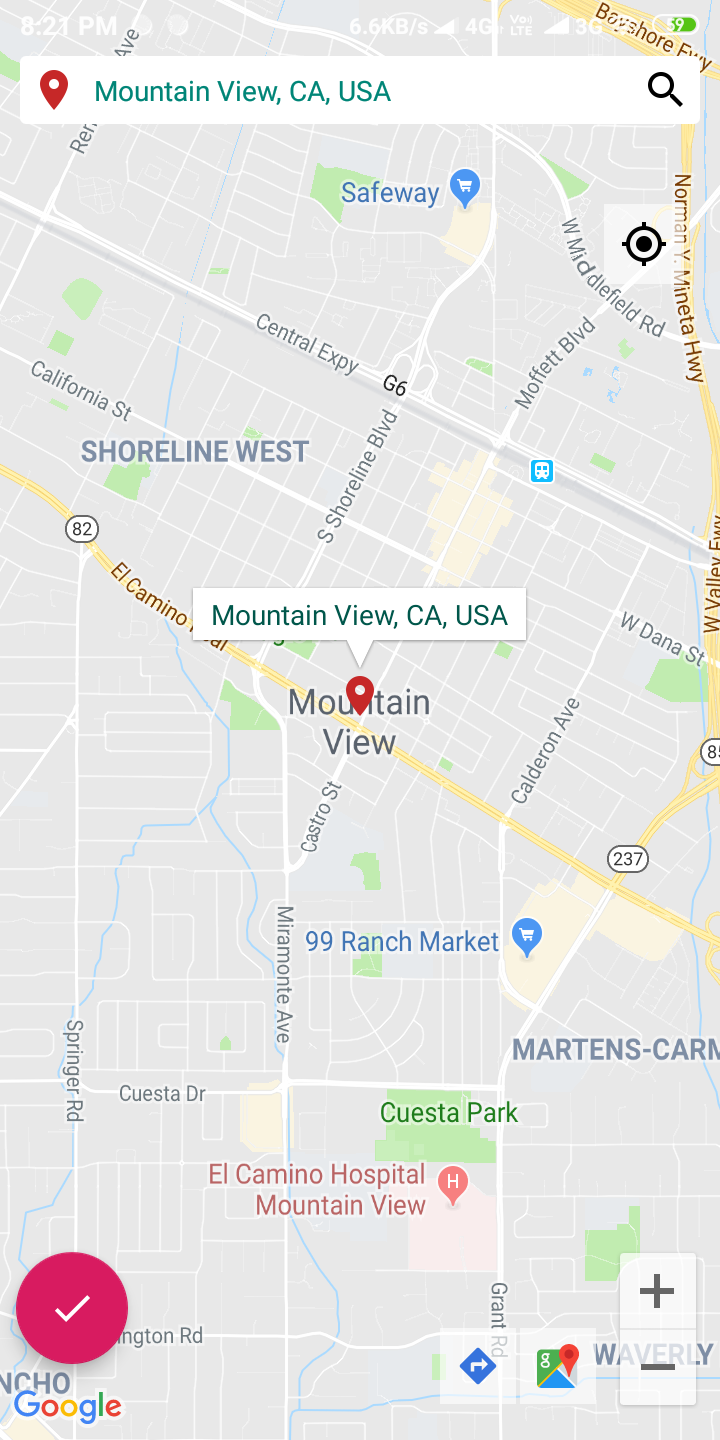 8:21 PM
6.6KB/s 4G VoLTE 3G 59
Bayshore Fwy
Mountain View, CA, USA
Safeway
Norman Y. Mineta Hwy
W Middlefield Rd
Central Expy
Moffett Blvd
G6
California St
S Shoreline Blvd
SHORELINE WEST
82
El Camino Real
W Valley Fwy
Mountain View, CA, USA
W Dana St
Mountain
View
Calderon Ave
85
Castro St
237
99 Ranch Market
Miramonte Ave
Springer Rd
MARTENS-CARM
Cuesta Dr
Cuesta Park
El Camino Hospital
Mountain View
H
Grant Rd
ington Rd
WAVERLY
NCHO
Google